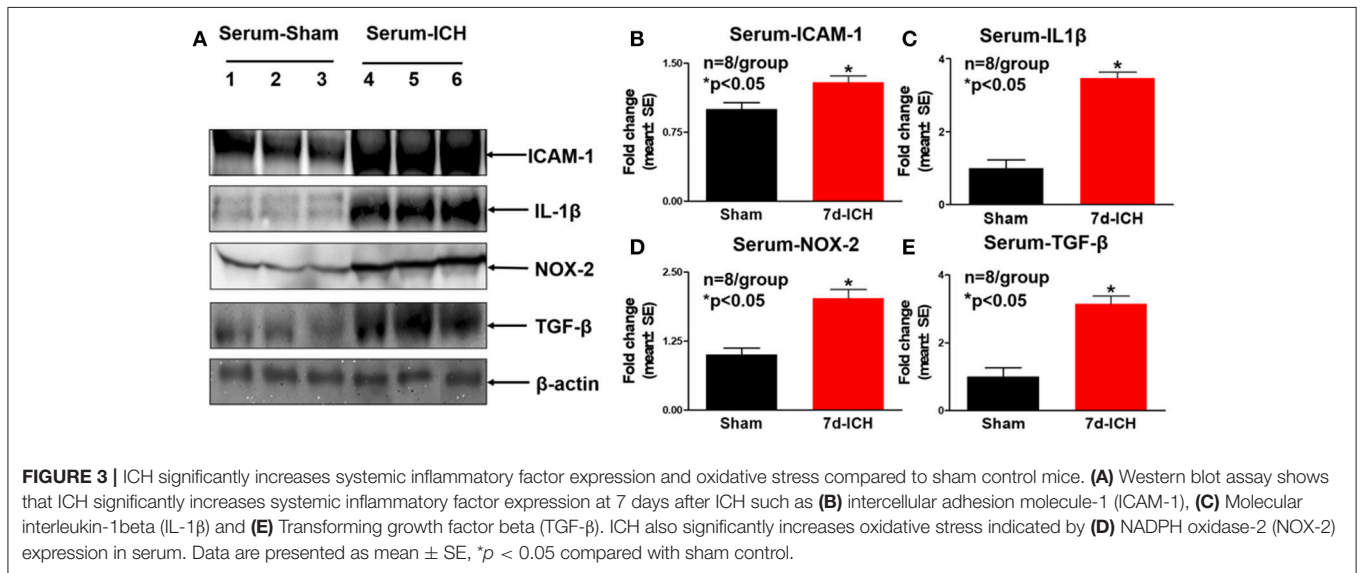 A
Serum-Sham Serum-ICH
1 2 3 4 5 6
ICAM-1
IL-1β
NOX-2
TGF-β
β-actin
B
Serum-ICAM-1
n=8/group
*p<0.05
Fold change
(mean± SE)
1.50
0.75
0.00
*
Sham 7d-ICH
C
Serum-IL1β
n=8/group
*p<0.05
Fold change
(mean± SE)
4
2
0
*
Sham 7d-ICH
D
Serum-NOX-2
n=8/group
*p<0.05
Fold change
(mean± SE)
2.50
1.25
0.00
*
Sham 7d-ICH
E
Serum-TGF-β
n=8/group
*p<0.05
Fold change
(mean± SE)
4
2
0
*
Sham 7d-ICH
FIGURE 3 | ICH significantly increases systemic inflammatory factor expression and oxidative stress compared to sham control mice. (A) Western blot assay shows
that ICH significantly increases systemic inflammatory factor expression at 7 days after ICH such as (B) intercellular adhesion molecule-1 (ICAM-1), (C) Molecular
interleukin-1beta (IL-1β) and (E) Transforming growth factor beta (TGF-β). ICH also significantly increases oxidative stress indicated by (D) NADPH oxidase-2 (NOX-2)
expression in serum. Data are presented as mean ± SE, *p < 0.05 compared with sham control.